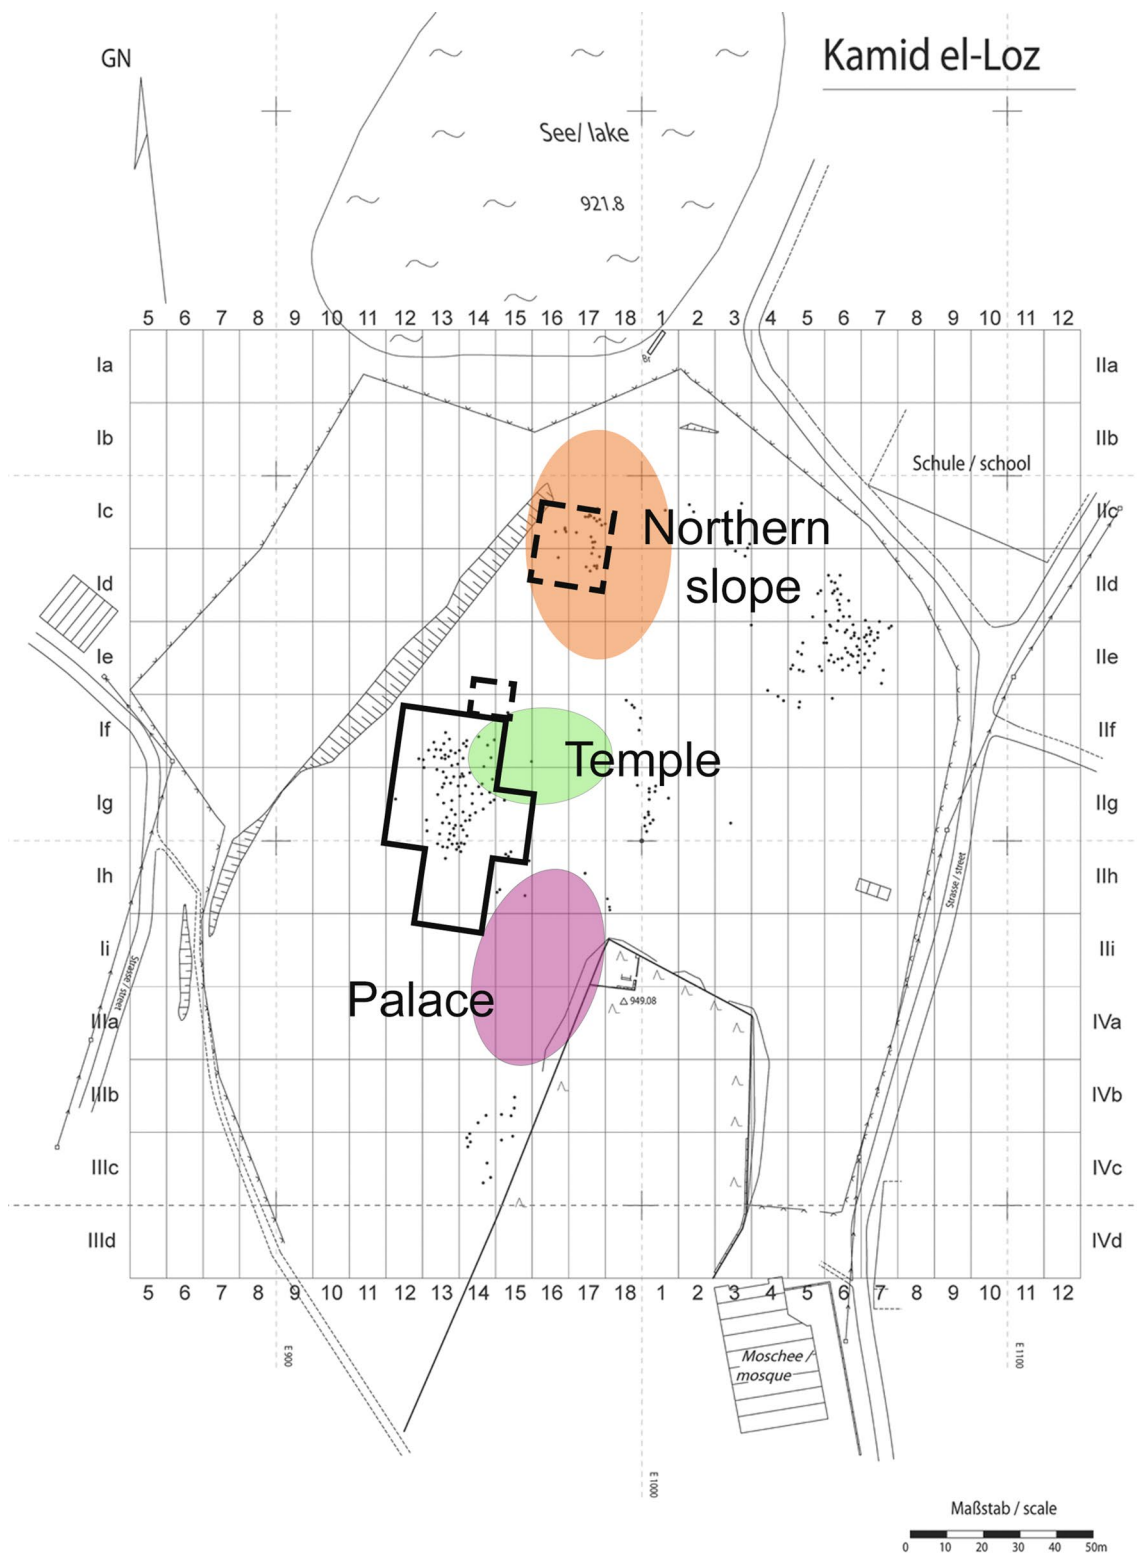 GN
Kamid el-Loz
See/ lake
921.8
5 6 7 8 9 10 11 12 13 14 15 16 17 18 1 2 3 4 5 6 7 8 9 10 11 12
Br
Ia IIa
Ib IIb
Schule / school
Ic IIc
Northern
slope
Id IId
Ie IIe
If IIf
Temple
Ig IIg
Ih IIh
Strasse / street
Ii IIi
Strasse / street
Palace
949.08
IIIa IVa
IIIb IVb
IIIc IVc
IIId IVd
5 6 7 8 9 10 11 12 13 14 15 16 17 18 1 2 3 4 5 6 7 8 9 10 11 12
E 900
E 1100
Moschee /
mosque
E 1000
Maßstab / scale
0 10 20 30 40 50m